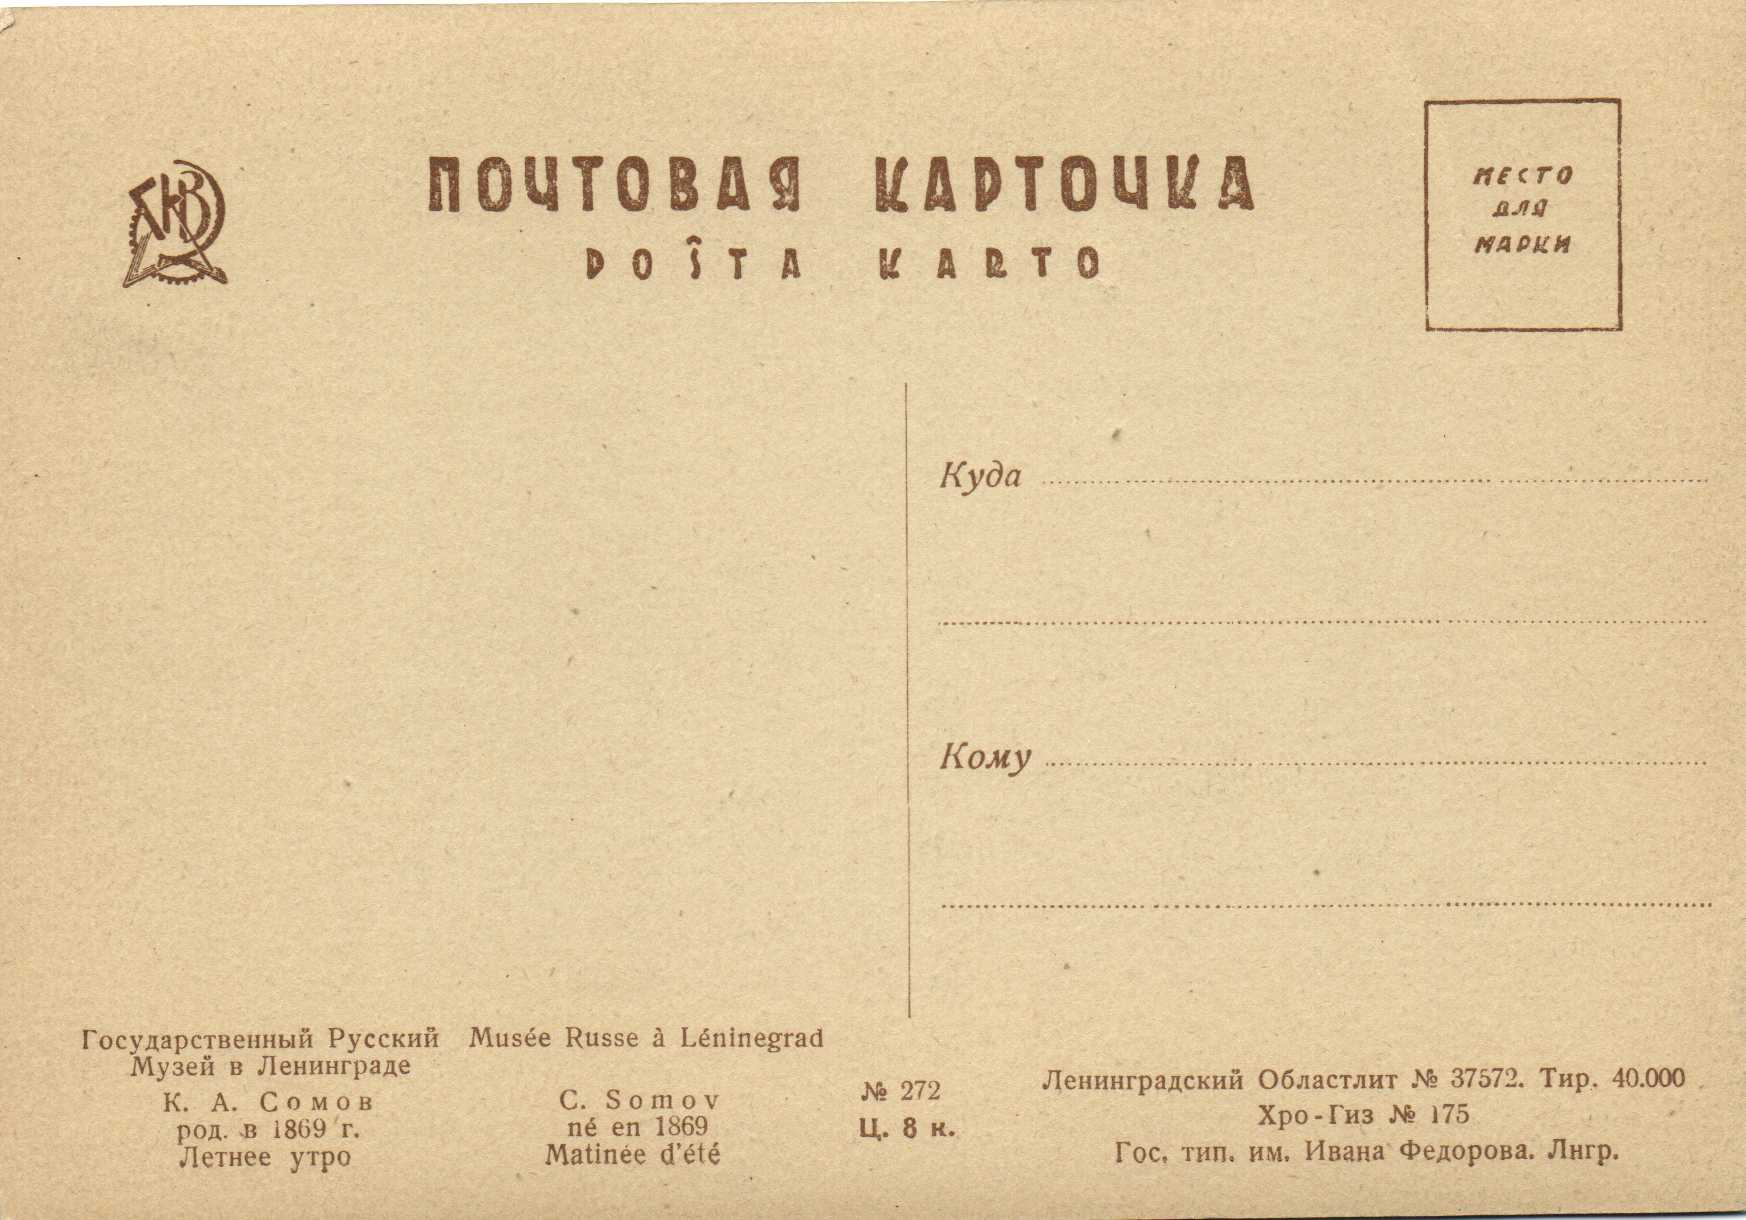 ПОЧТОВАЯ КАРТОЧКА
POŜTA KARTO
МЕСТО
ДЛЯ
МАРКИ
Куда
Кому
Государственный Русский
Музей в Ленинграде
К. А. Сомов
род. в 1869 г.
Летнее утро
Musée Russe à Léninegrad
C. Somov
né en 1869
Matinée d'été
№ 272
Ц. 8 к.
Ленинградский Областлит № 37572. Тир. 40.000
Хро-Гиз № 175
Гос. тип. им. Ивана Федорова. Лнгр.